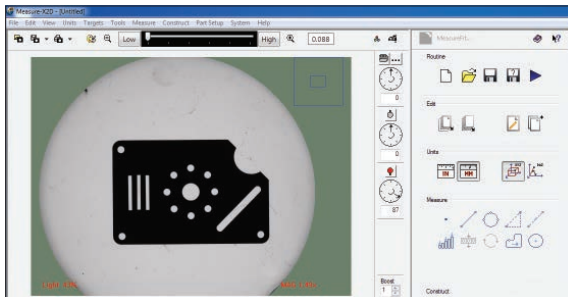 Measure-X2D - [Untitled]
File Edit View Units Targets Tools Measure Construct Part Setup System Help
Low High 0.088
MeasureFit...
Routine
0
Edit
0
Units
IN MM
87
Measure
Boost
1
Construct